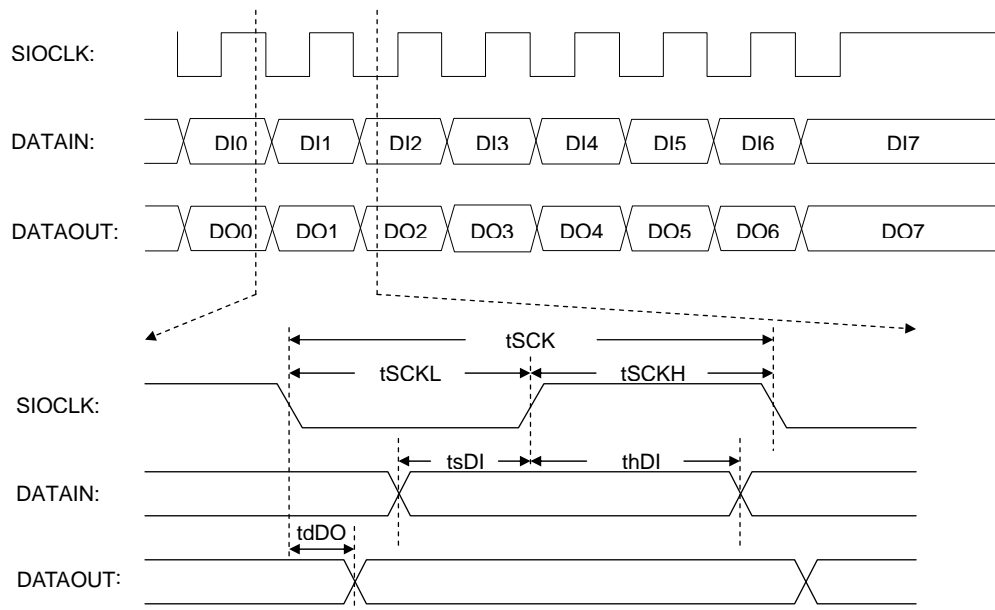 SIOCLK:
DATAIN: DI0 DI1 DI2 DI3 DI4 DI5 DI6 DI7
DATAOUT: DO0 DO1 DO2 DO3 DO4 DO5 DO6 DO7
tSCK
tSCKL tSCKH
SIOCLK:
tsDI thDI
DATAIN:
tdDO
DATAOUT: